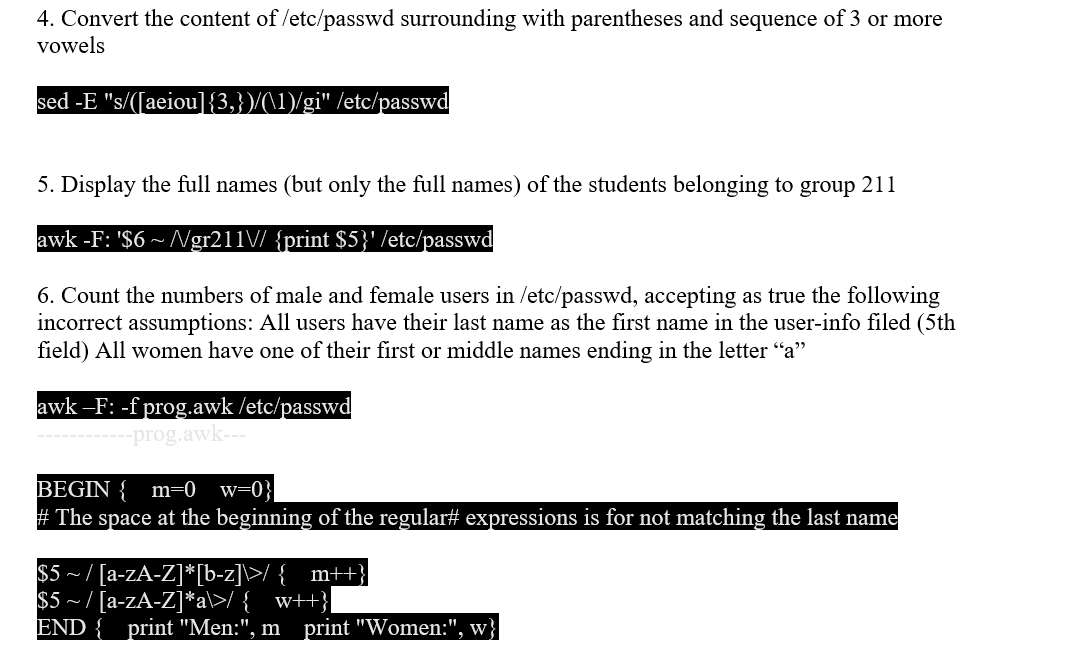 4. Convert the content of /etc/passwd surrounding with parentheses and sequence of 3 or more
vowels
sed -E "s/([aeiou]{3,})/(\1)/gi" /etc/passwd
5. Display the full names (but only the full names) of the students belonging to group 211
awk -F: '$6 ~ /\/gr211\// {print $5}' /etc/passwd
6. Count the numbers of male and female users in /etc/passwd, accepting as true the following
incorrect assumptions: All users have their last name as the first name in the user-info filed (5th
field) All women have one of their first or middle names ending in the letter “a”
awk –F: -f prog.awk /etc/passwd
------------prog.awk---
BEGIN { m=0 w=0}
# The space at the beginning of the regular# expressions is for not matching the last name
$5 ~ / [a-zA-Z]*[b-z]\>/ { m++}
$5 ~ / [a-zA-Z]*a\>/ { w++}
END { print "Men:", m print "Women:", w}